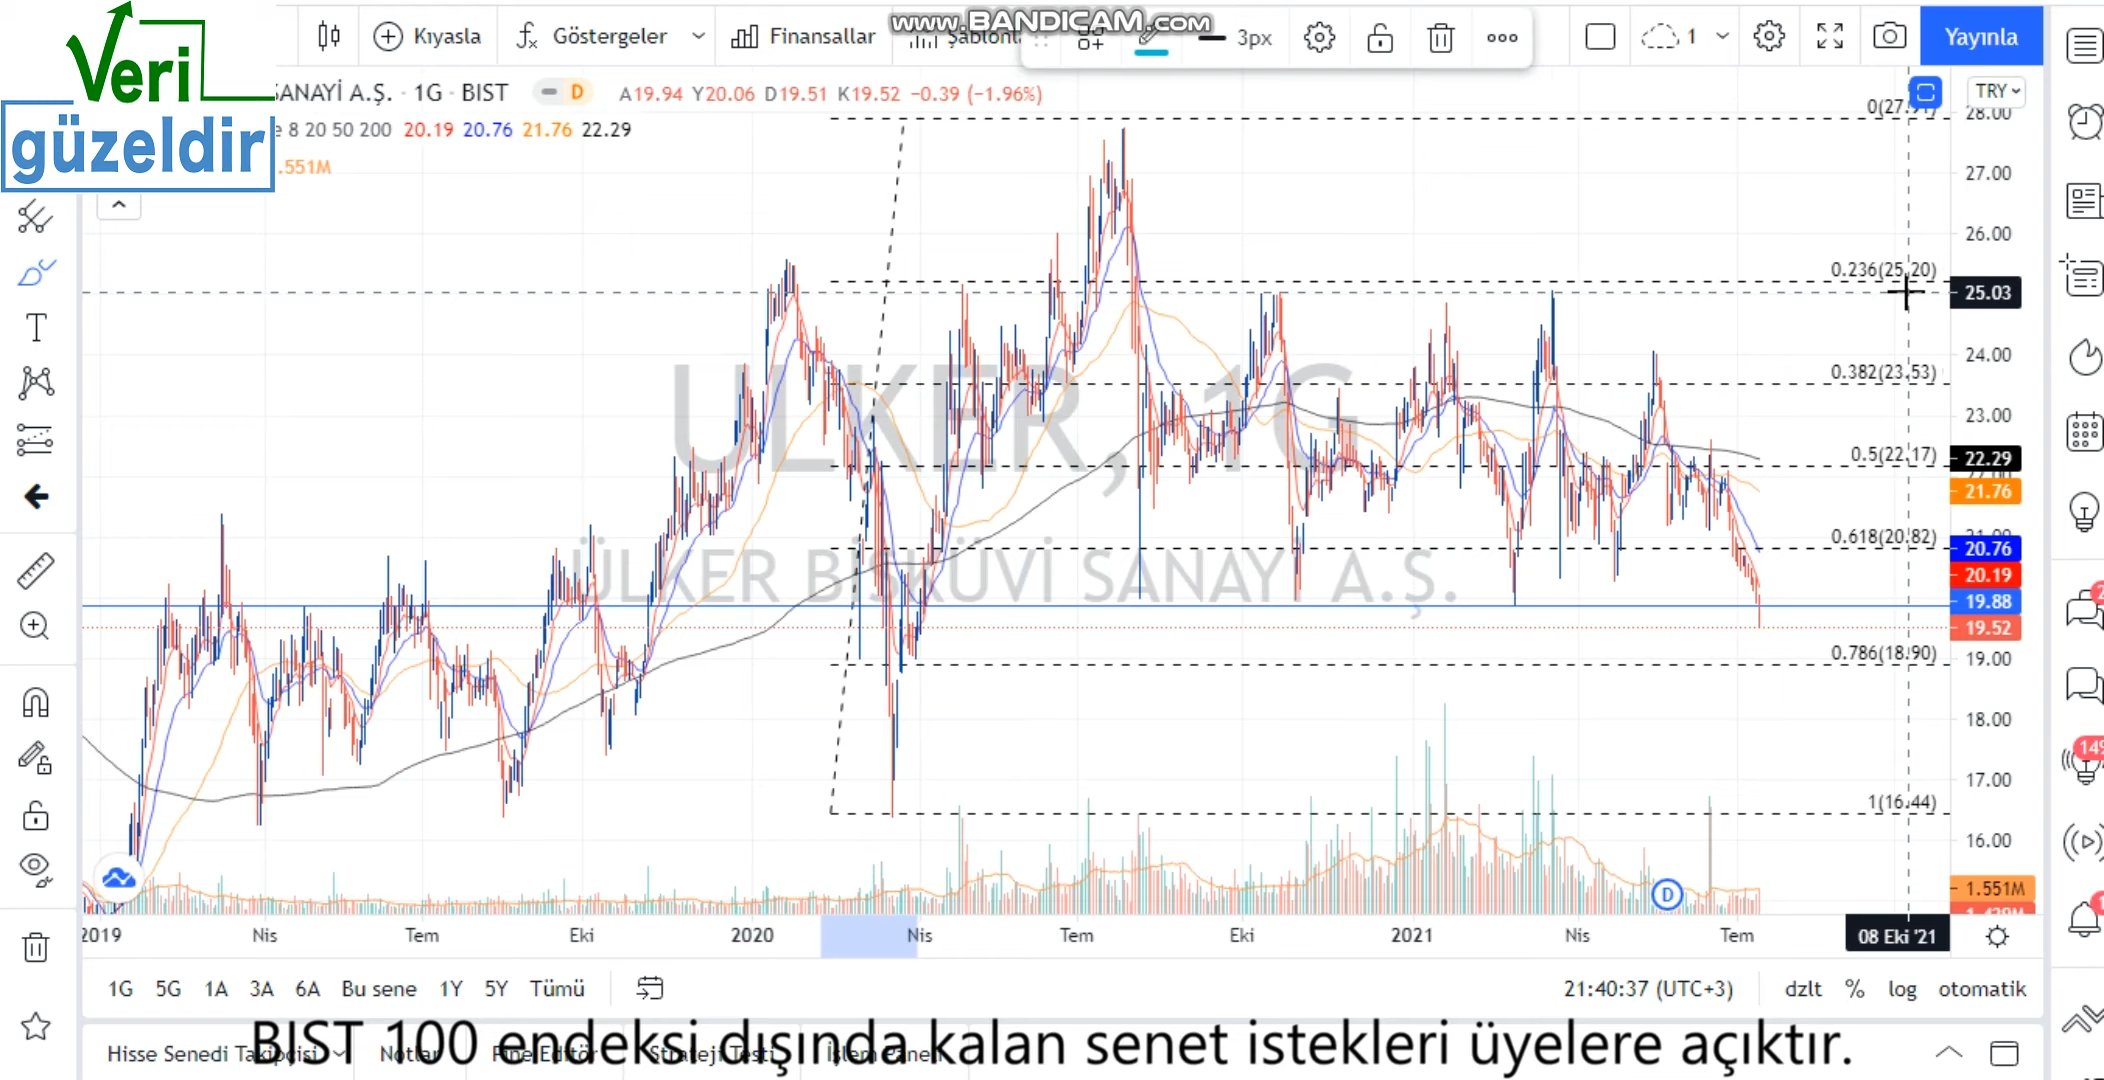 Veri
güzeldir
www.BANDICAM.com
Kıyasla
Göstergeler
Finansallar
3px
1
Yayınla
SANAYİ A.Ş. · 1G · BIST
D
A19.94 Y20.06 D19.51 K19.52 −0.39 (−1.96%)
TRY
e 8 20 50 200 20.19 20.76 21.76 22.29
.551M
28.00
27.00
26.00
0.236(25.20)
25.03
24.00
0.382(23.53)
23.00
0.5(22.17)
22.29
21.76
0.618(20.82)
20.76
20.19
19.88
19.52
0.786(18.90)
19.00
18.00
17.00
1(16.44)
16.00
1.551M
ULKER, 1G
ÜLKER BİSKÜVİ SANAYİ A.Ş.
D
2019 Nis Tem Eki 2020 Nis Tem Eki 2021 Nis Tem 08 Eki '21
1G 5G 1A 3A 6A Bu sene 1Y 5Y Tümü
21:40:37 (UTC+3) dzlt % log otomatik
Hisse Senedi Takipçisi
BIST 100 endeksi dışında kalan senet istekleri üyelere açıktır.